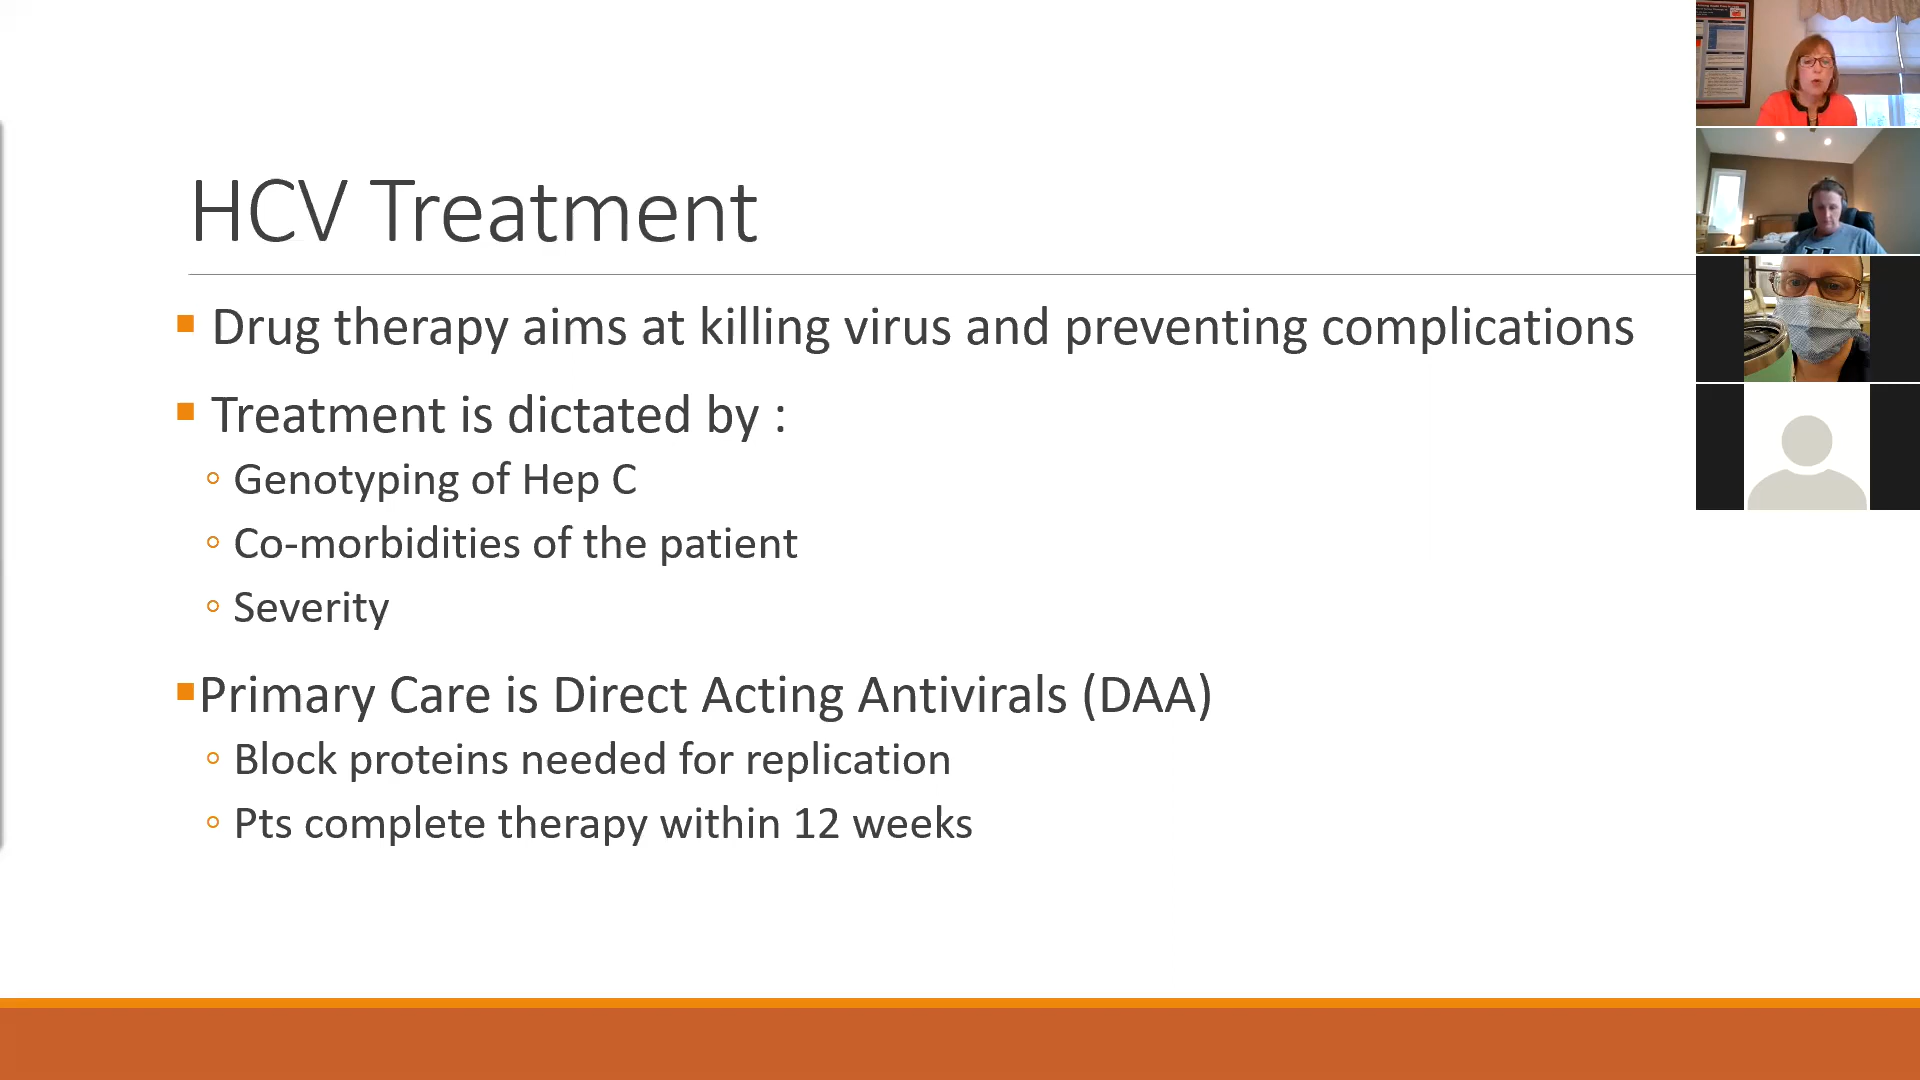 HCV Treatment
Drug therapy aims at killing virus and preventing complications
Treatment is dictated by :
Genotyping of Hep C
Co-morbidities of the patient
Severity
Primary Care is Direct Acting Antivirals (DAA)
Block proteins needed for replication
Pts complete therapy within 12 weeks